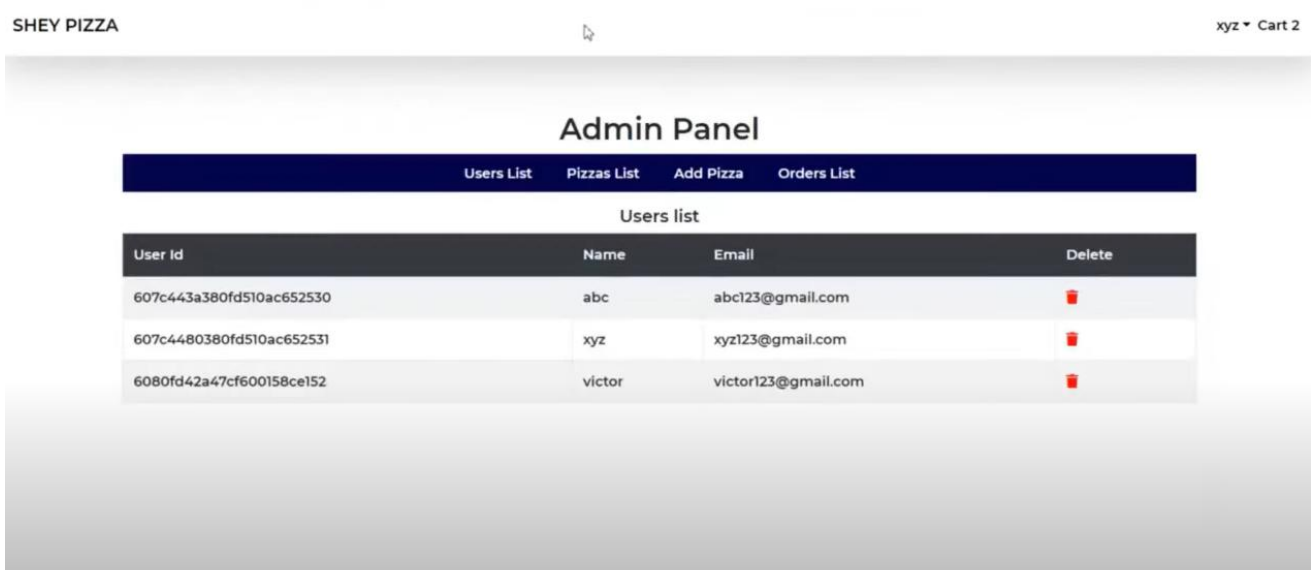 SHEY PIZZA xyz Cart 2
Admin Panel
Users List Pizzas List Add Pizza Orders List
Users list
User Id Name Email Delete
607c443a380fd510ac652530 abc abc123@gmail.com
607c4480380fd510ac652531 xyz xyz123@gmail.com
6080fd42a47cf600158ce152 victor victor123@gmail.com